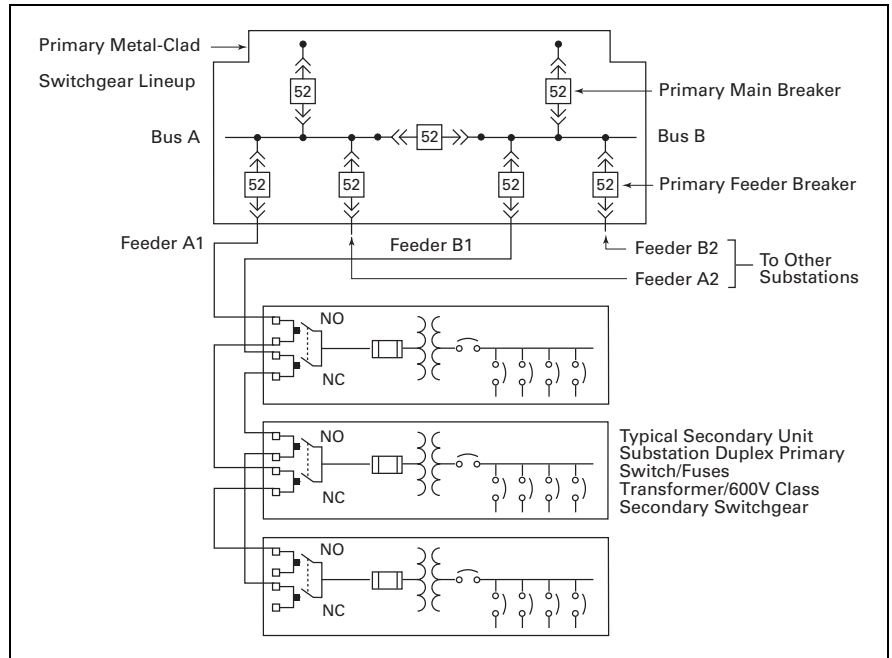 Primary Metal-Clad
Switchgear Lineup
52
52
Primary Main Breaker
Bus A
52
Bus B
52
52
52
52
Primary Feeder Breaker
Feeder A1
Feeder B1
Feeder B2
Feeder A2
To Other
Substations
NO
NC
NO
NC
Typical Secondary Unit
Substation Duplex Primary
Switch/Fuses
Transformer/600V Class
Secondary Switchgear
NO
NC